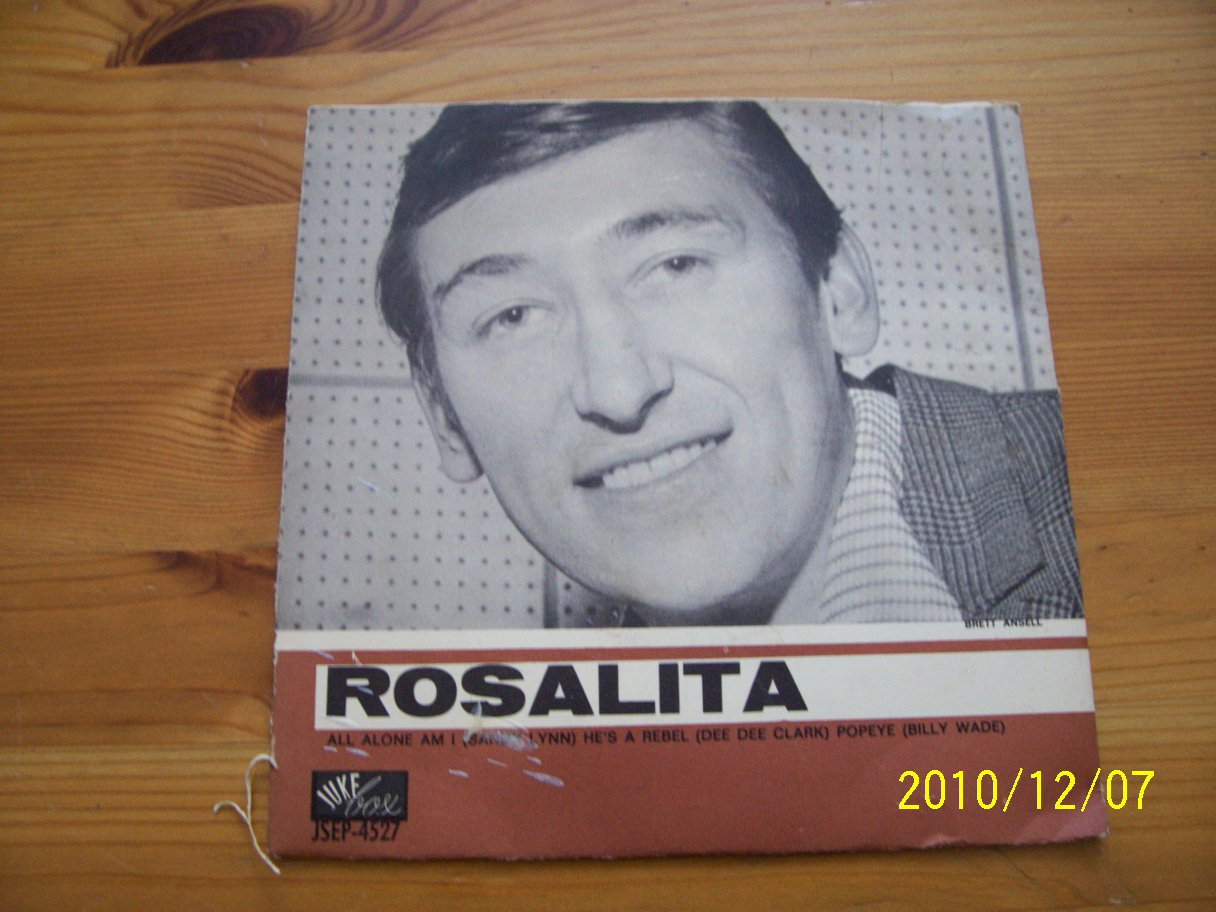 BRETT ANSELL
ROSALITA
ALL ALONE AM I ( LYNN) HE'S A REBEL (DEE DEE CLARK) POPEYE (BILLY WADE)
JUKE
box
JSEP-4527
2010/12/07